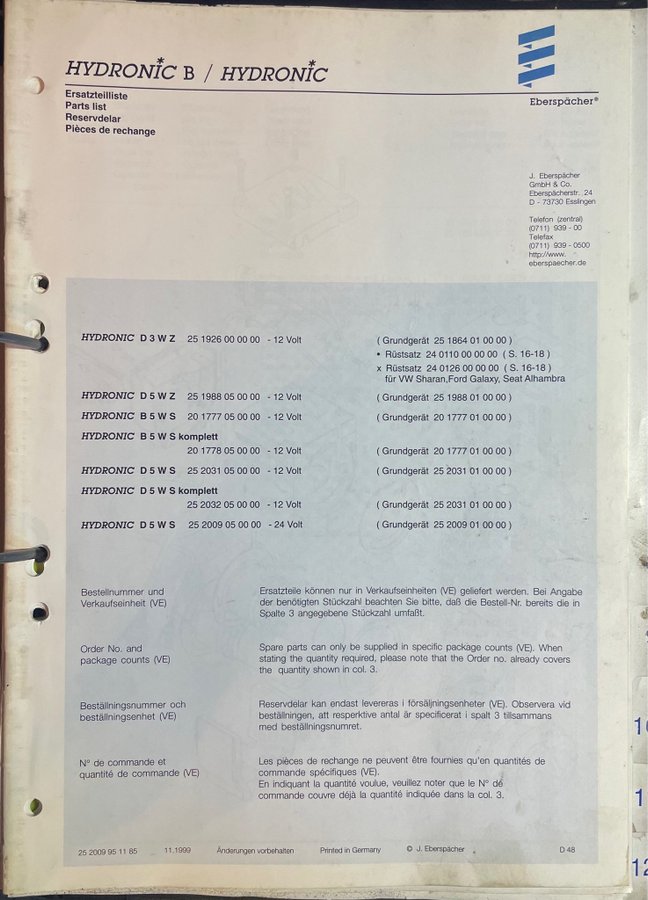 HYDRONIC B / HYDRONIC
Ersatzteilliste
Parts list
Reservdelar
Pièces de rechange
Eberspächer®
J. Eberspächer
GmbH & Co.
Eberspächerstr. 24
D - 73730 Esslingen
Telefon (zentral)
(0711) 939 - 00
Telefax
(0711) 939 - 0500
http://www.
eberspaecher.de
HYDRONIC D 3 W Z 25 1926 00 00 00 - 12 Volt ( Grundgerät 25 1864 01 00 00 )
• Rüstsatz 24 0110 00 00 00 ( S. 16-18 )
x Rüstsatz 24 0126 00 00 00 ( S. 16-18 )
für VW Sharan,Ford Galaxy, Seat Alhambra
HYDRONIC D 5 W Z 25 1988 05 00 00 - 12 Volt ( Grundgerät 25 1988 01 00 00 )
HYDRONIC B 5 W S 20 1777 05 00 00 - 12 Volt ( Grundgerät 20 1777 01 00 00 )
HYDRONIC B 5 W S komplett
20 1778 05 00 00 - 12 Volt ( Grundgerät 20 1777 01 00 00 )
HYDRONIC D 5 W S 25 2031 05 00 00 - 12 Volt ( Grundgerät 25 2031 01 00 00 )
HYDRONIC D 5 W S komplett
25 2032 05 00 00 - 12 Volt ( Grundgerät 25 2031 01 00 00 )
HYDRONIC D 5 W S 25 2009 05 00 00 - 24 Volt ( Grundgerät 25 2009 01 00 00 )
Bestellnummer und
Verkaufseinheit (VE)
Ersatzteile können nur in Verkaufseinheiten (VE) geliefert werden. Bei Angabe
der benötigten Stückzahl beachten Sie bitte, daß die Bestell-Nr. bereits die in
Spalte 3 angegebene Stückzahl umfaßt.
Order No. and
package counts (VE)
Spare parts can only be supplied in specific package counts (VE). When
stating the quantity required, please note that the Order no. already covers
the quantity shown in col. 3.
Beställningsnummer och
beställningsenhet (VE)
Reservdelar kan endast levereras i försäljningsenheter (VE). Observera vid
beställningen, att resperktive antal är specificerat i spalt 3 tillsammans
med beställningsnumret.
N° de commande et
quantité de commande (VE)
Les pièces de rechange ne peuvent être fournies qu'en quantités de
commande spécifiques (VE).
En indiquant la quantité voulue, veuillez noter que le N° dé
commande couvre déjà la quantité indiquée dans la col. 3.
25 2009 95 11 85 11.1999 Änderungen vorbehalten Printed in Germany © J. Eberspächer D 48